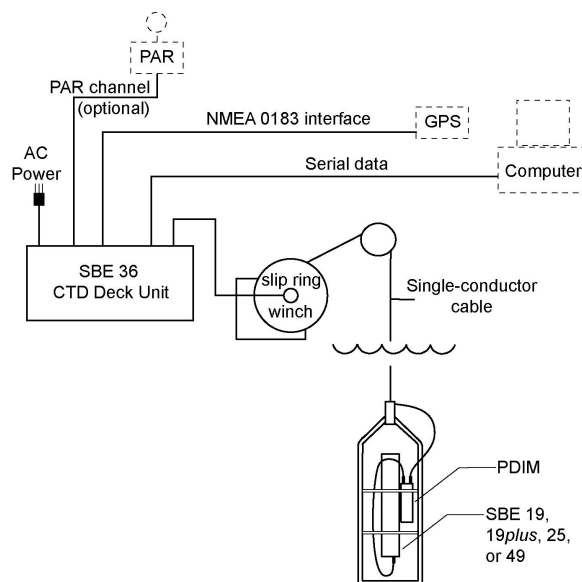 PAR
PAR channel
(optional)
NMEA 0183 interface
GPS
AC
Power
Serial data
Computer
SBE 36
CTD Deck Unit
slip ring
winch
Single-conductor
cable
PDIM
SBE 19,
19plus, 25,
or 49